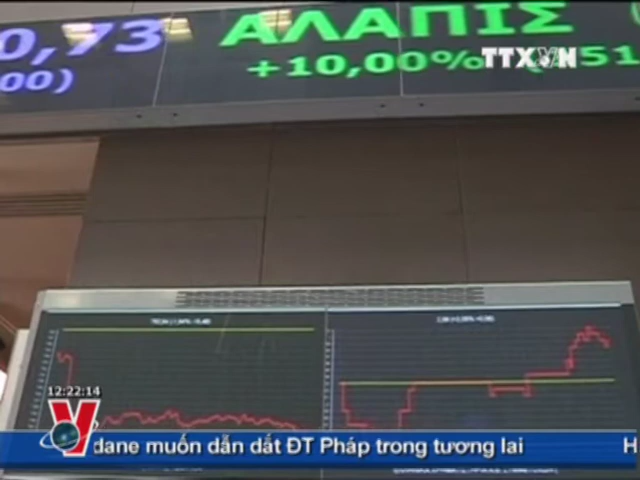 0,73
ΑΛΑΠΙΣ
00)
+10,00%
51
TTXVN
12:22:14
V
dane muốn dẫn dắt ĐT Pháp trong tương lai
H